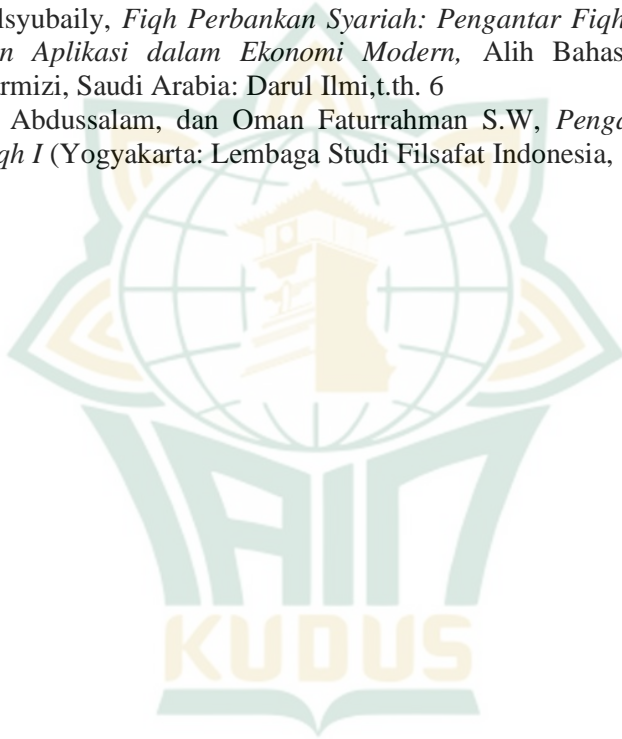 lsyubaily, Fiqh Perbankan Syariah: Pengantar Fiqh
n Aplikasi dalam Ekonomi Modern, Alih Bahas
rmizi, Saudi Arabia: Darul Ilmi,t.th. 6
Abdussalam, dan Oman Faturrahman S.W, Penga
qh I (Yogyakarta: Lembaga Studi Filsafat Indonesia,
IAIN
KUDUS